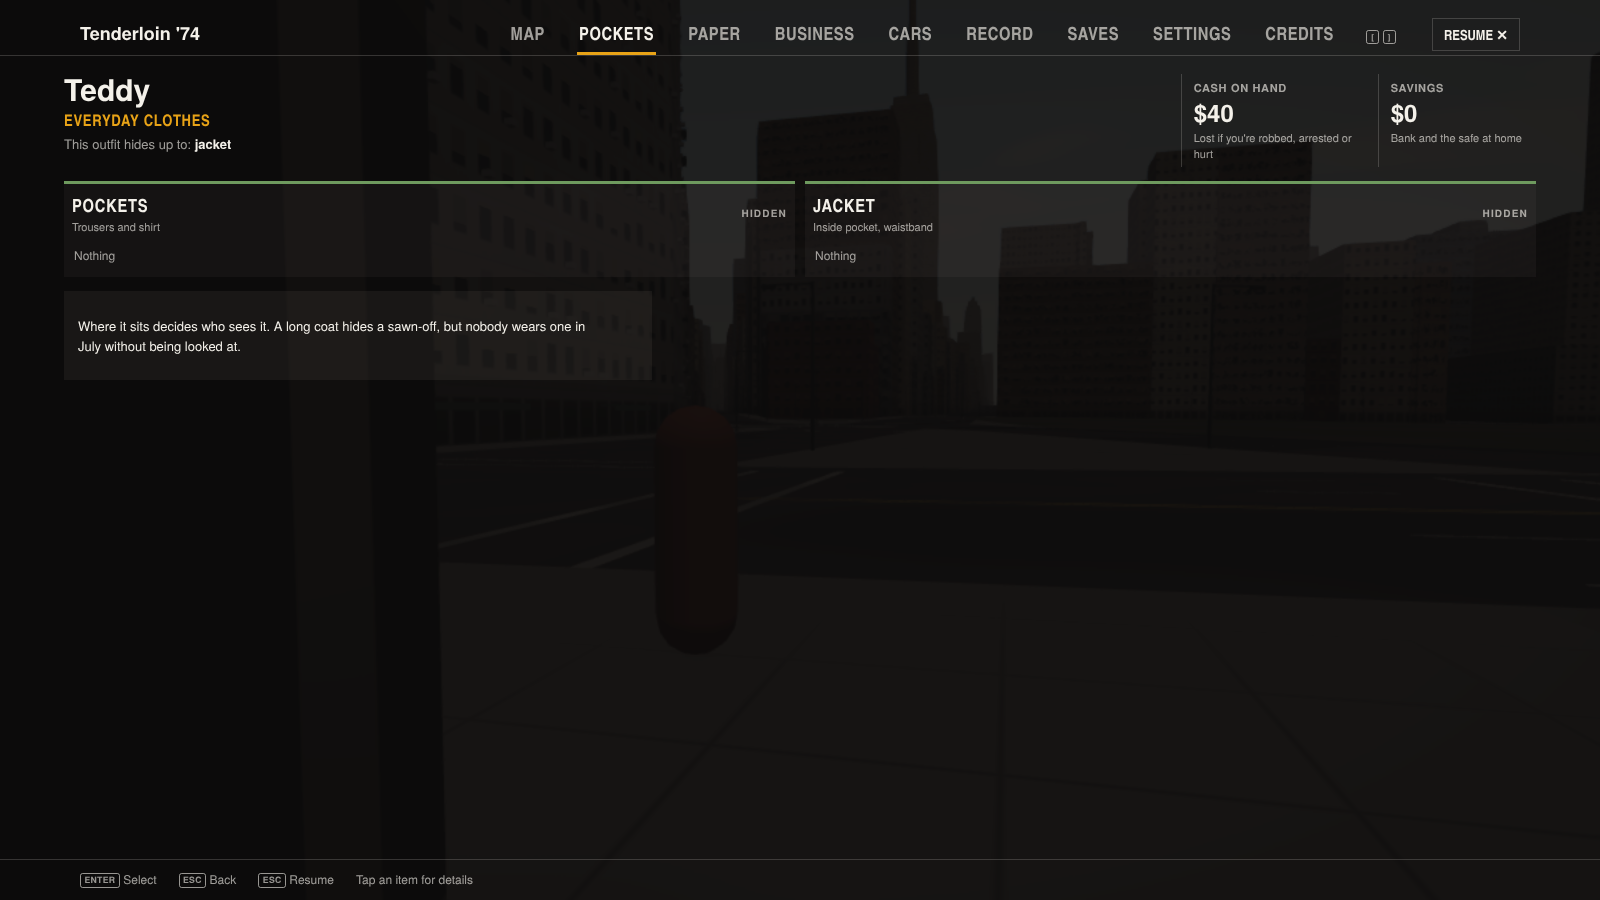 Tenderloin '74
MAP POCKETS PAPER BUSINESS CARS RECORD SAVES SETTINGS CREDITS [ ] RESUME ✕
Teddy
EVERYDAY CLOTHES
This outfit hides up to: jacket
CASH ON HAND
$40
Lost if you're robbed, arrested or
hurt
SAVINGS
$0
Bank and the safe at home
POCKETS
Trousers and shirt
HIDDEN
Nothing
JACKET
Inside pocket, waistband
HIDDEN
Nothing
Where it sits decides who sees it. A long coat hides a sawn-off, but nobody wears one in
July without being looked at.
ENTER Select ESC Back ESC Resume Tap an item for details